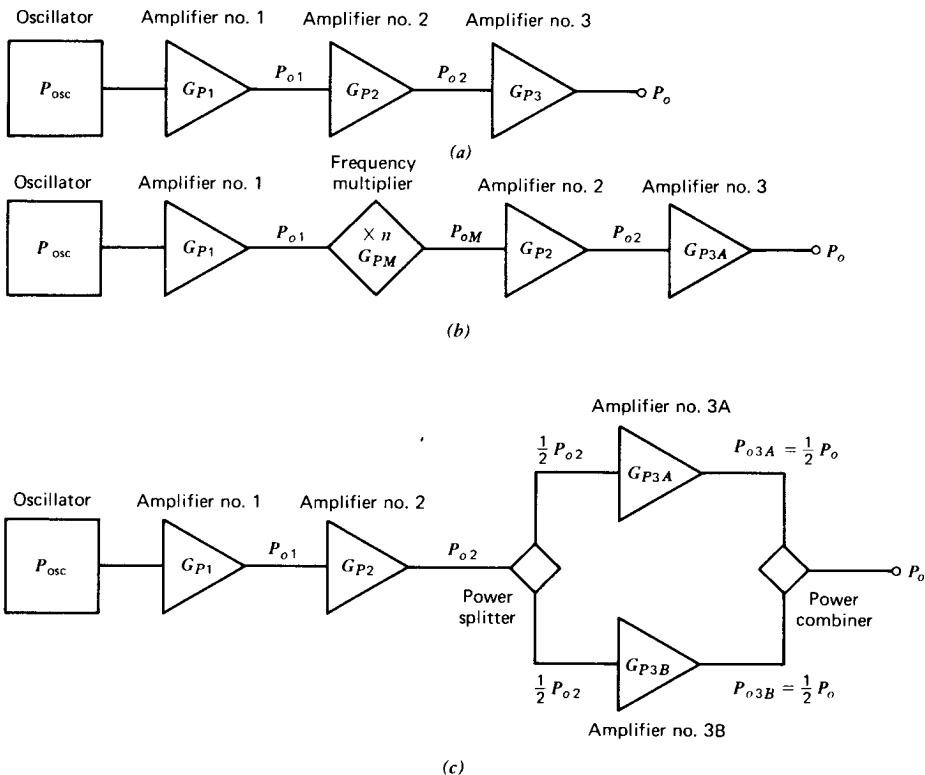 Oscillator Amplifier no. 1 Amplifier no. 2 Amplifier no. 3
P_osc G_P1 P_o1 G_P2 P_o2 G_P3 P_o
(a)
Frequency
multiplier
Oscillator Amplifier no. 1 Amplifier no. 2 Amplifier no. 3
P_osc G_P1 P_o1 × n G_PM P_oM G_P2 P_o2 G_P3A P_o
(b)
Amplifier no. 3A
1/2 P_o2 G_P3A P_o3A = 1/2 P_o
Oscillator Amplifier no. 1 Amplifier no. 2
P_osc G_P1 P_o1 G_P2 P_o2 P_o
Power
splitter
Power
combiner
1/2 P_o2 G_P3B P_o3B = 1/2 P_o
Amplifier no. 3B
(c)